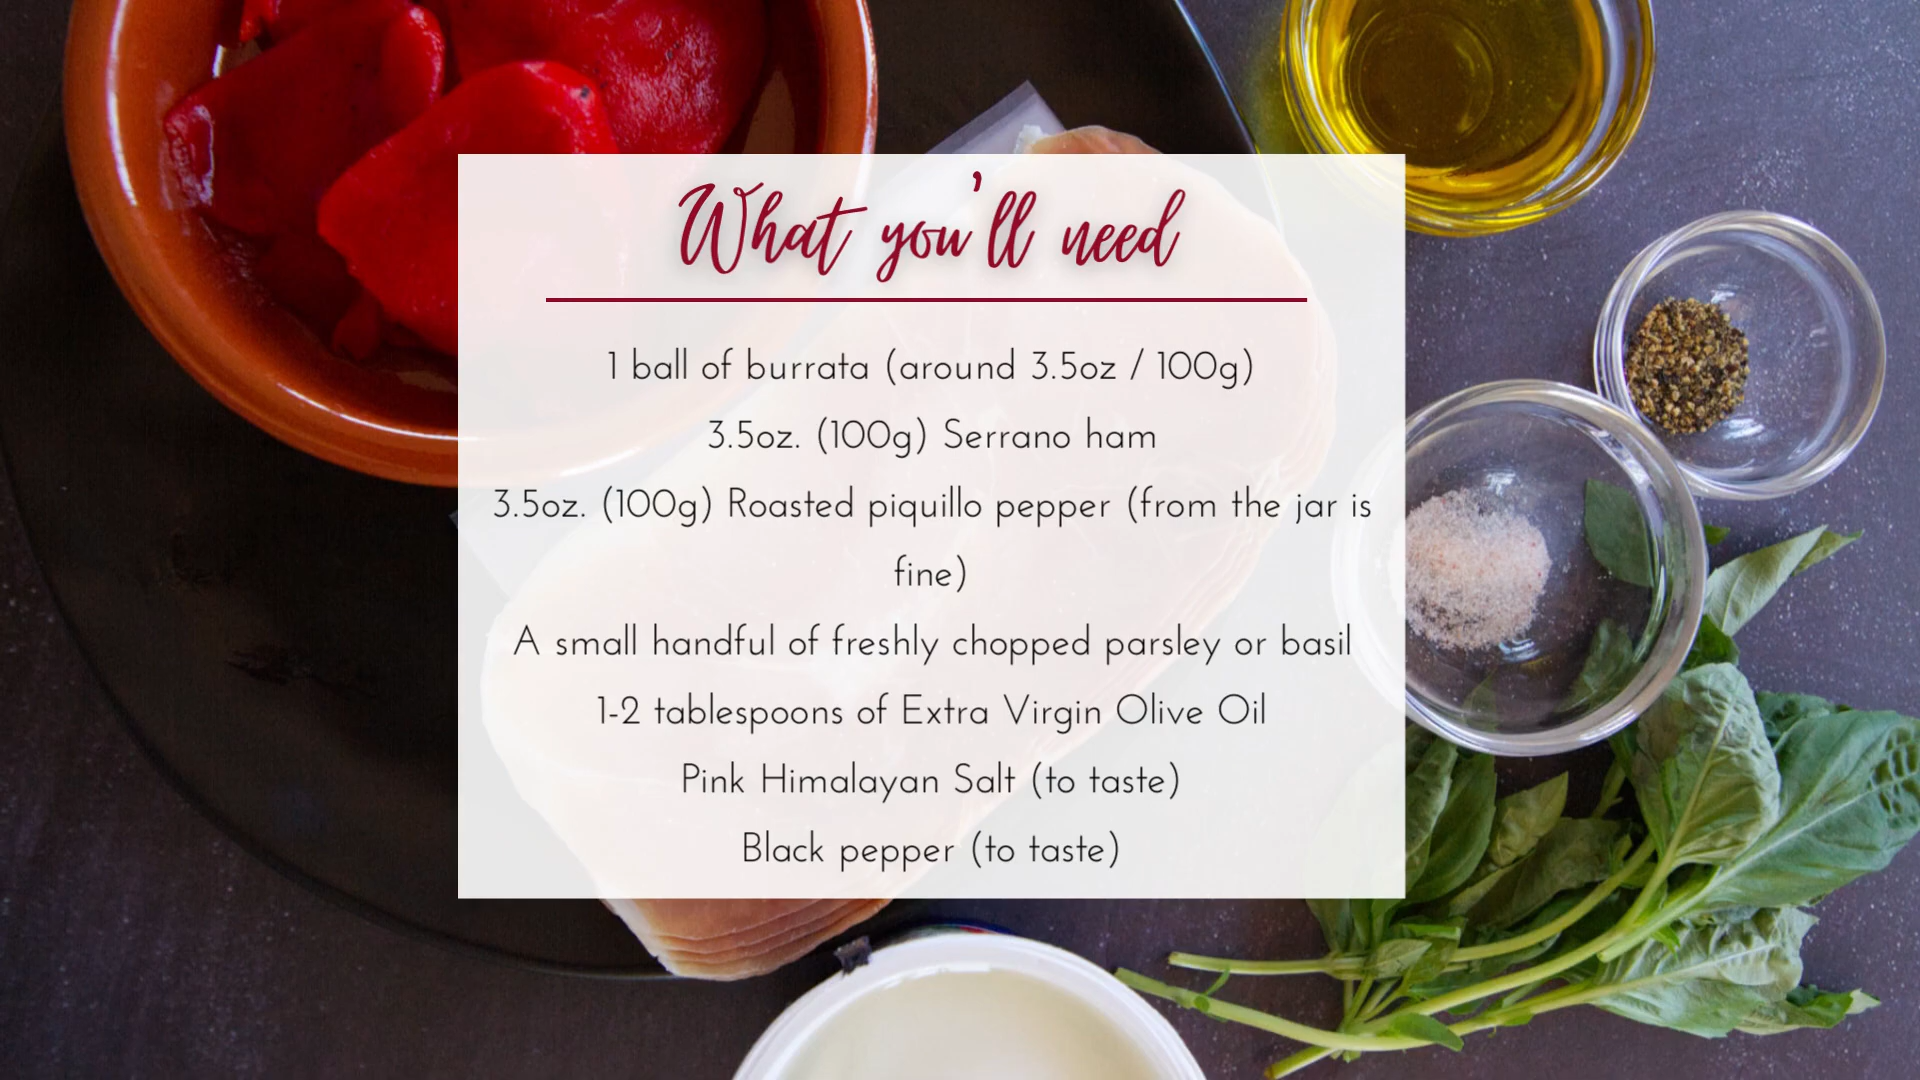 What you'll need
1 ball of burrata (around 3.5oz / 100g)
3.5oz. (100g) Serrano ham
3.5oz. (100g) Roasted piquillo pepper (from the jar is
fine)
A small handful of freshly chopped parsley or basil
1-2 tablespoons of Extra Virgin Olive Oil
Pink Himalayan Salt (to taste)
Black pepper (to taste)